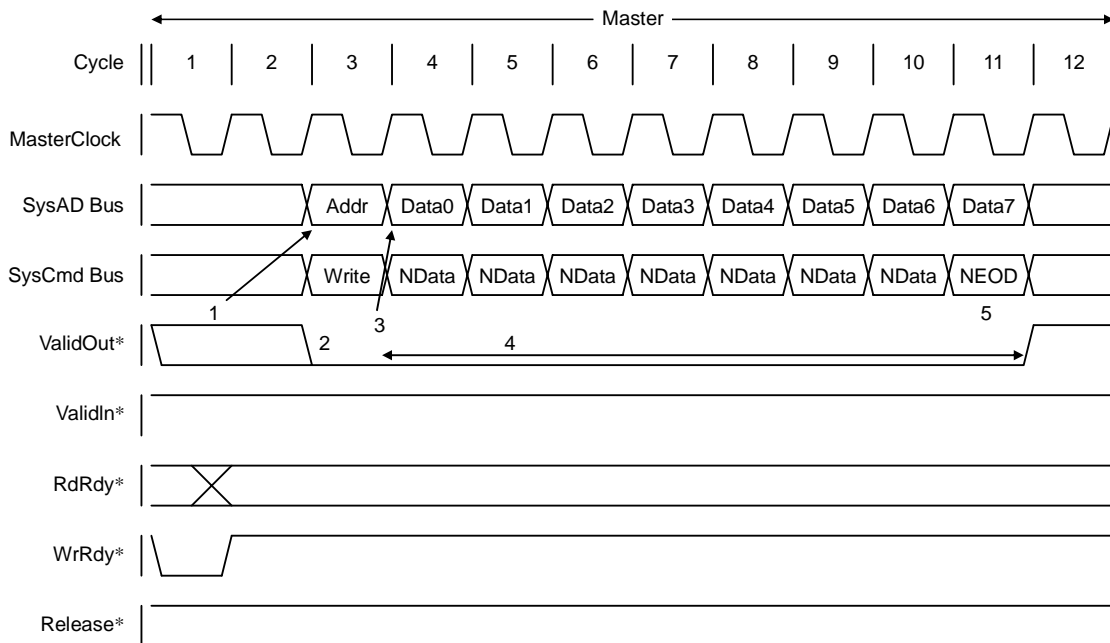 Master
Cycle 1 2 3 4 5 6 7 8 9 10 11 12
MasterClock
SysAD Bus Addr Data0 Data1 Data2 Data3 Data4 Data5 Data6 Data7
SysCmd Bus Write NData NData NData NData NData NData NData NEOD
1 3 5
ValidOut* 2 4
ValidIn*
RdRdy*
WrRdy*
Release*